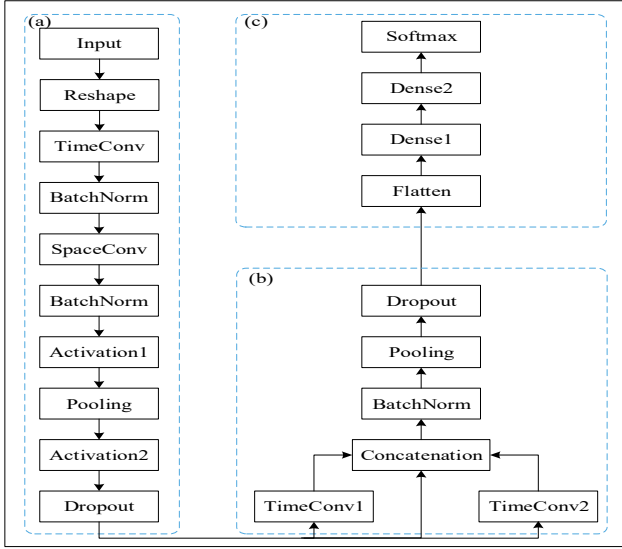 (a)
Input
Reshape
TimeConv
BatchNorm
SpaceConv
BatchNorm
Activation1
Pooling
Activation2
Dropout
(c)
Softmax
Dense2
Dense1
Flatten
(b)
Dropout
Pooling
BatchNorm
Concatenation
TimeConv1
TimeConv2